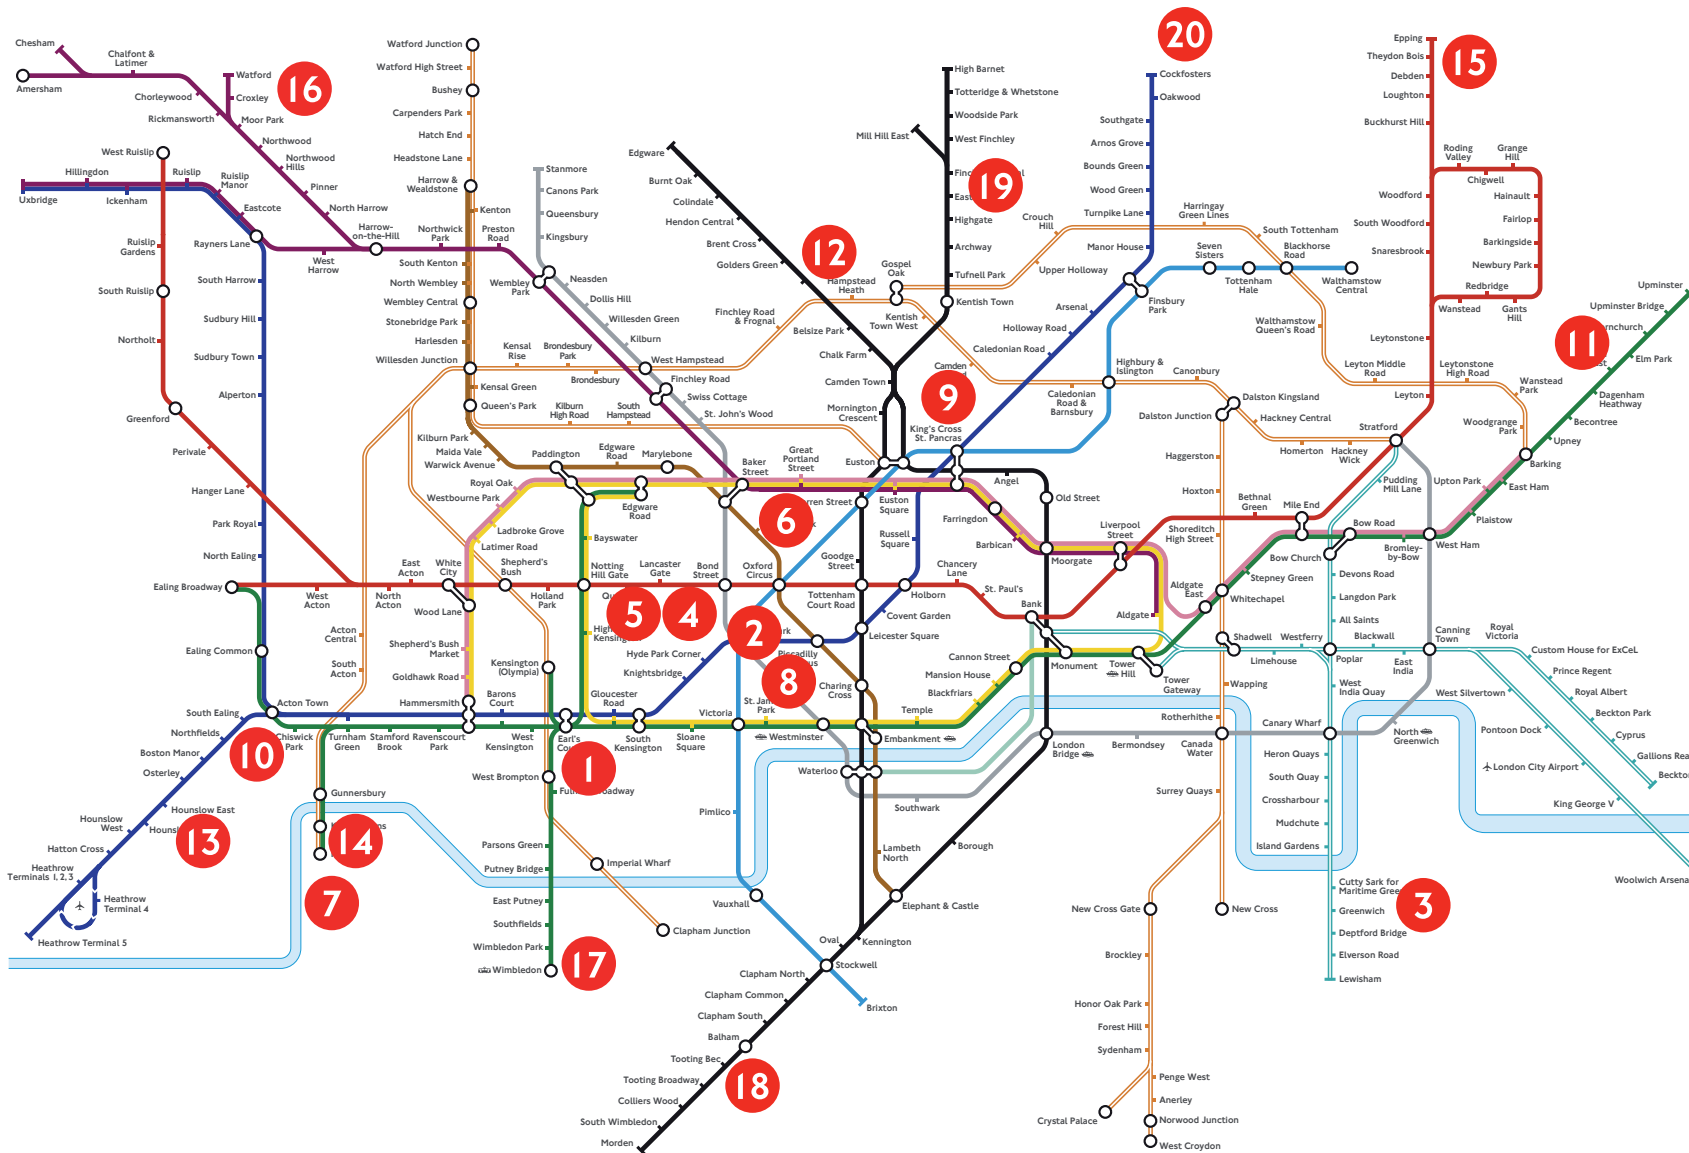 Chesham
Chalfont &
Latimer
Amersham
Chorleywood
Rickmansworth
Watford
Croxley
Moor Park
16
Northwood
Northwood
Hills
Pinner
North Harrow
Harrow-
on-the-Hill
West Ruislip
Hillingdon
Ruislip
Ruislip
Manor
Uxbridge
Ickenham
Eastcote
Rayners Lane
West
Harrow
Northwick
Park
Preston
Road
Ruislip
Gardens
South Ruislip
Northolt
Greenford
Perivale
Hanger Lane
South Harrow
Sudbury Hill
Sudbury Town
Alperton
Park Royal
North Ealing
Ealing Broadway
Ealing Common
West
Acton
North
Acton
East
Acton
White
City
Wood Lane
Shepherd's
Bush
Holland
Park
Notting
Hill Gate
Lancaster
Gate
Bond
Street
Oxford
Circus
Tottenham
Court Road
Holborn
Chancery
Lane
St. Paul's
Bank
Watford Junction
Watford High Street
Bushey
Carpenders Park
Hatch End
Headstone Lane
Harrow &
Wealdstone
Kenton
South Kenton
North Wembley
Wembley Central
Stonebridge Park
Harlesden
Willesden Junction
Kensal Green
Queen's Park
Kilburn Park
Maida Vale
Warwick Avenue
Paddington
Edgware
Road
Marylebone
Baker
Street
Great
Portland
Street
Stanmore
Canons Park
Queensbury
Kingsbury
Wembley
Park
Neasden
Dollis Hill
Willesden Green
Kilburn
West Hampstead
Finchley Road
Swiss Cottage
St. John's Wood
Kensal
Rise
Brondesbury
Park
Brondesbury
Kilburn
High Road
South
Hampstead
Finchley Road
& Frognal
Hampstead
Heath
Gospel
Oak
Kentish
Town West
Camden
Edgware
Burnt Oak
Colindale
Hendon Central
Brent Cross
Golders Green
12
Belsize Park
Chalk Farm
Camden Town
Mornington
Crescent
Euston
High Barnet
Totteridge & Whetstone
Woodside Park
West Finchley
Mill Hill East
19
Highgate
Archway
Tufnell Park
Kentish Town
20
Cockfosters
Oakwood
Southgate
Arnos Grove
Bounds Green
Wood Green
Turnpike Lane
Manor House
Finsbury
Park
Arsenal
Holloway Road
Caledonian Road
9
King's Cross
St. Pancras
Crouch
Hill
Upper Holloway
Harringay
Green Lines
South Tottenham
Seven
Sisters
Tottenham
Hale
Blackhorse
Road
Walthamstow
Central
Walthamstow
Queen's Road
Leyton Middle
Road
Leytonstone
High Road
Wanstead
Park
Woodgrange
Park
Highbury &
Islington
Caledonian
Road &
Barnsbury
Canonbury
Dalston Kingsland
Dalston Junction
Hackney Central
Homerton
Hackney
Wick
Stratford
Haggerston
Hoxton
Shoreditch
High Street
Epping
Theydon Bois
Debden
Loughton
Buckhurst Hill
15
Roding
Valley
Grange
Hill
Chigwell
Woodford
Hainault
South Woodford
Fairlop
Snaresbrook
Barkingside
Newbury Park
Redbridge
Wanstead
Gants
Hill
Leytonstone
Leyton
Upminster
Upminster Bridge
11
Elm Park
Dagenham
Heathway
Becontree
Upney
Barking
East Ham
Upton Park
Plaistow
West Ham
Bromley-
by-Bow
Bow Road
Bow Church
Mile End
Bethnal
Green
Pudding
Mill Lane
Stepney Green
Whitechapel
Aldgate
East
Aldgate
Liverpool
Street
Moorgate
Barbican
Farringdon
Euston
Square
Angel
Old Street
Royal Oak
Westbourne Park
Ladbroke Grove
Latimer Road
Edgware
Road
Bayswater
6
Goodge
Street
Russell
Square
5
4
2
8
Covent Garden
Leicester Square
Piccadilly
Charing
Cross
Hyde Park Corner
Knightsbridge
Acton
Central
South
Acton
Shepherd's Bush
Market
Goldhawk Road
Hammersmith
Kensington
(Olympia)
Barons
Court
Gloucester
Road
Earl's
South
Kensington
Sloane
Square
Victoria
Park
Westminster
Embankment
Temple
Blackfriars
Mansion House
Cannon Street
Monument
Tower
Hill
Tower
Gateway
Shadwell
Limehouse
Westferry
Poplar
Blackwall
East
India
Canning
Town
Royal
Victoria
Custom House for ExCeL
Prince Regent
Royal Albert
Beckton Park
Cyprus
Gallions Rea
Beckto
West Silvertown
Pontoon Dock
London City Airport
King George V
Woolwich Arsena
Devons Road
Langdon Park
All Saints
West
India Quay
Canary Wharf
Heron Quays
South Quay
Crossharbour
Mudchute
Island Gardens
Cutty Sark for
3
Greenwich
Deptford Bridge
Elverson Road
Lewisham
North
Greenwich
Wapping
Rotherhithe
Canada
Water
Bermondsey
London
Bridge
Surrey Quays
New Cross Gate
New Cross
Brockley
Honor Oak Park
Forest Hill
Sydenham
Penge West
Anerley
Crystal Palace
Norwood Junction
West Croydon
South Ealing
Acton Town
Northfields
Boston Manor
Osterley
10
Chiswick
Park
Turnham
Green
Stamford
Brook
Ravenscourt
Park
West
Kensington
1
West Brompton
Hounslow East
Hounslow
West
13
Hatton Cross
Heathrow
Terminals 1, 2, 3
Heathrow
Terminal 4
Heathrow Terminal 5
Gunnersbury
14
7
Parsons Green
Putney Bridge
East Putney
Southfields
Wimbledon Park
Wimbledon
17
Imperial Wharf
Clapham Junction
Pimlico
Vauxhall
Waterloo
Southwark
Lambeth
North
Borough
Elephant & Castle
Kennington
Oval
Stockwell
Brixton
Clapham North
Clapham Common
Clapham South
Balham
18
Tooting Bec
Tooting Broadway
Colliers Wood
South Wimbledon
Morden